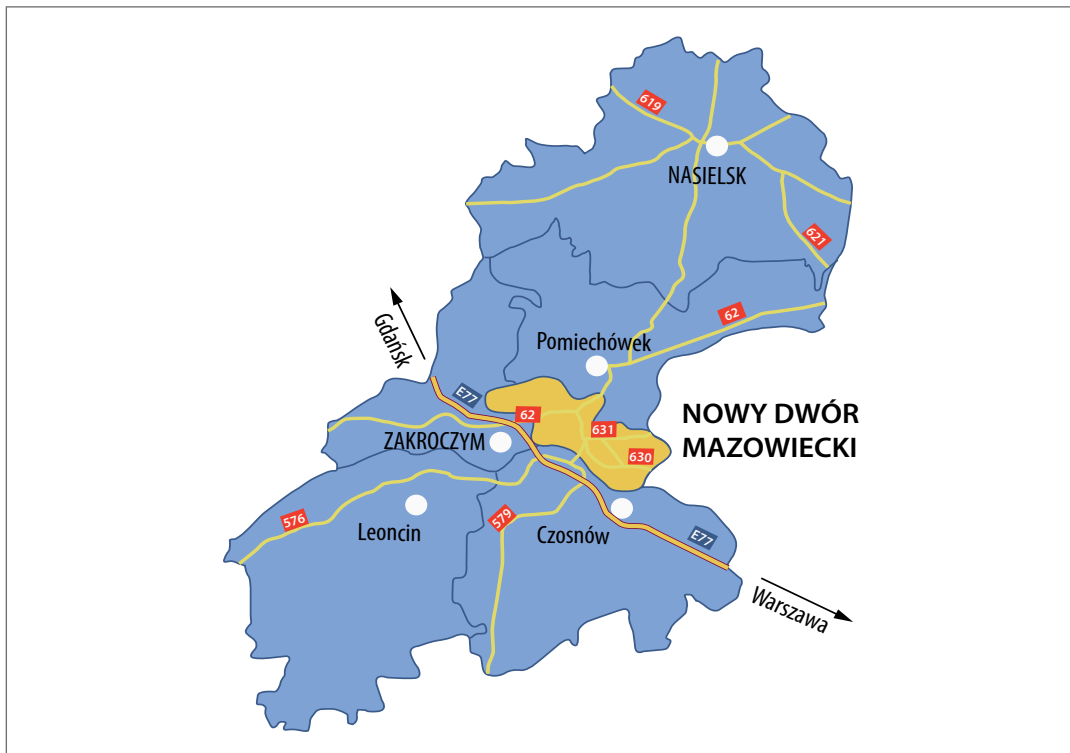 619
NASIELSK
621
62
Gdańsk
Pomiechówek
E77
62
NOWY DWÓR
MAZOWIECKI
631
ZAKROCZYM
630
576
579
Leoncin
Czosnów
E77
Warszawa